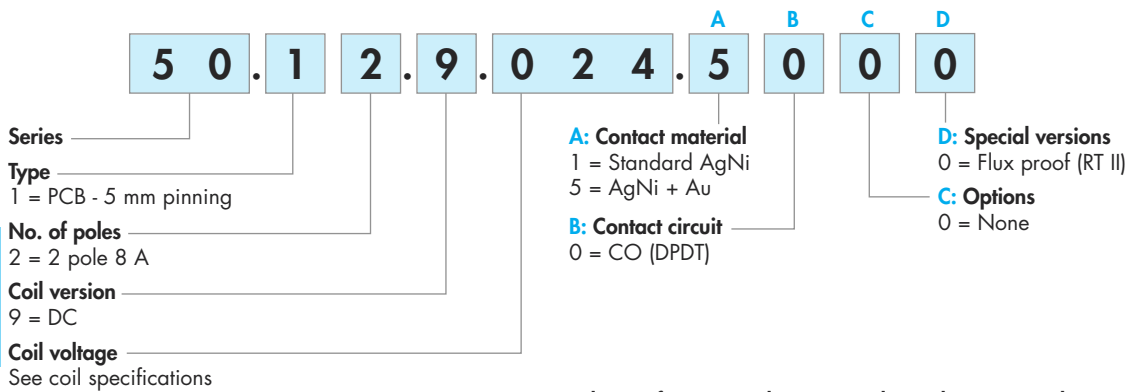 A B C D
5 0 . 1 2 . 9 . 0 2 4 . 5 0 0 0
Series
Type
1 = PCB - 5 mm pinning
No. of poles
2 = 2 pole 8 A
Coil version
9 = DC
Coil voltage
See coil specifications
A: Contact material
1 = Standard AgNi
5 = AgNi + Au
B: Contact circuit
0 = CO (DPDT)
D: Special versions
0 = Flux proof (RT II)
C: Options
0 = None